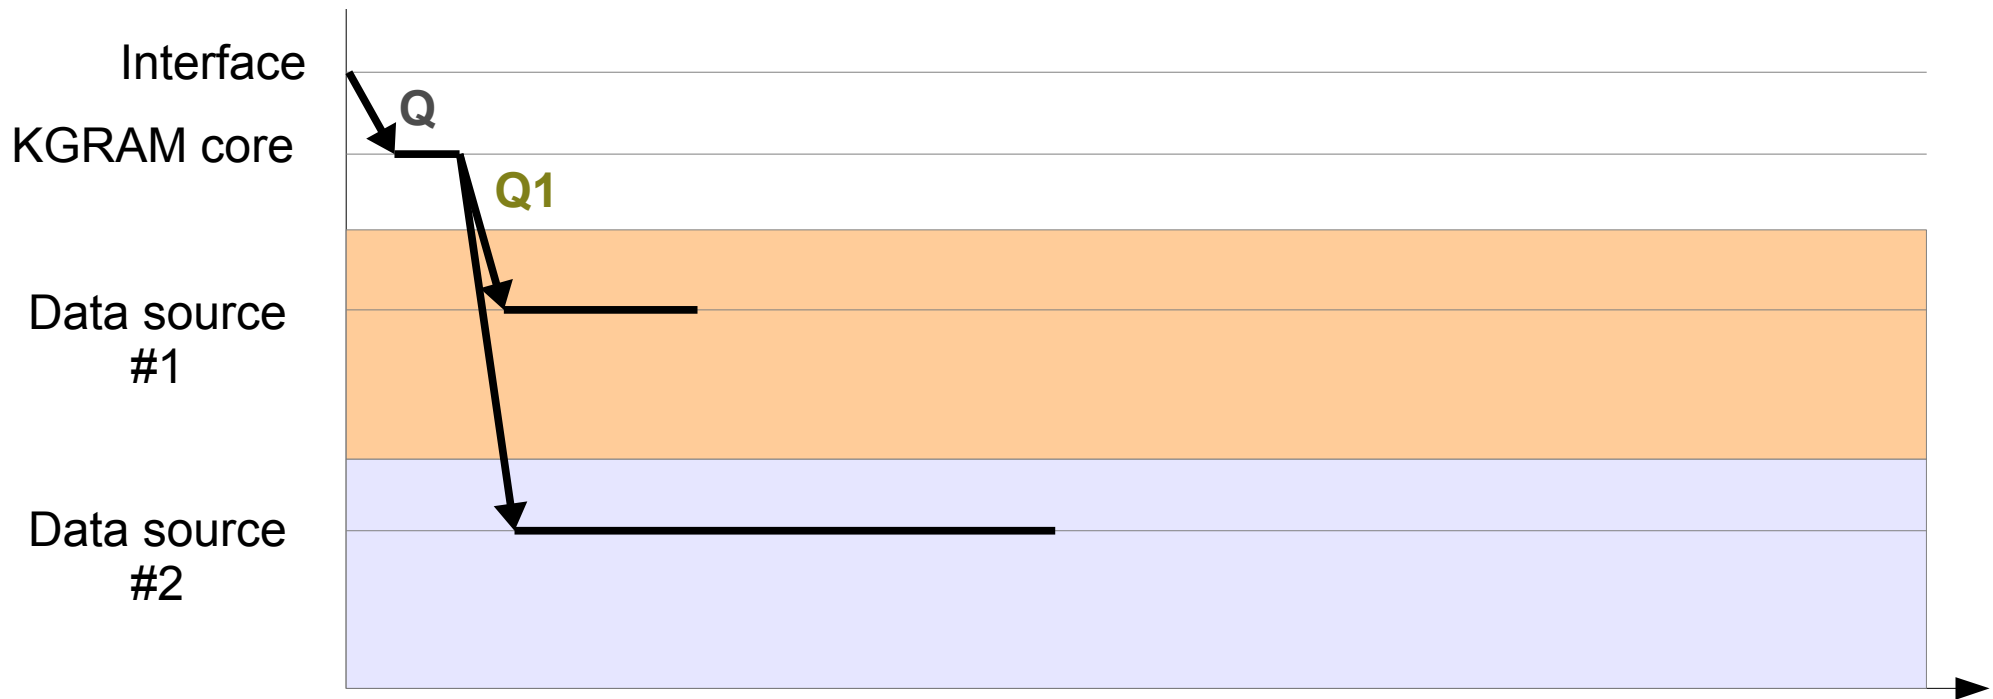 Interface
Q
KGRAM core
Q1
Data source
#1
Data source
#2